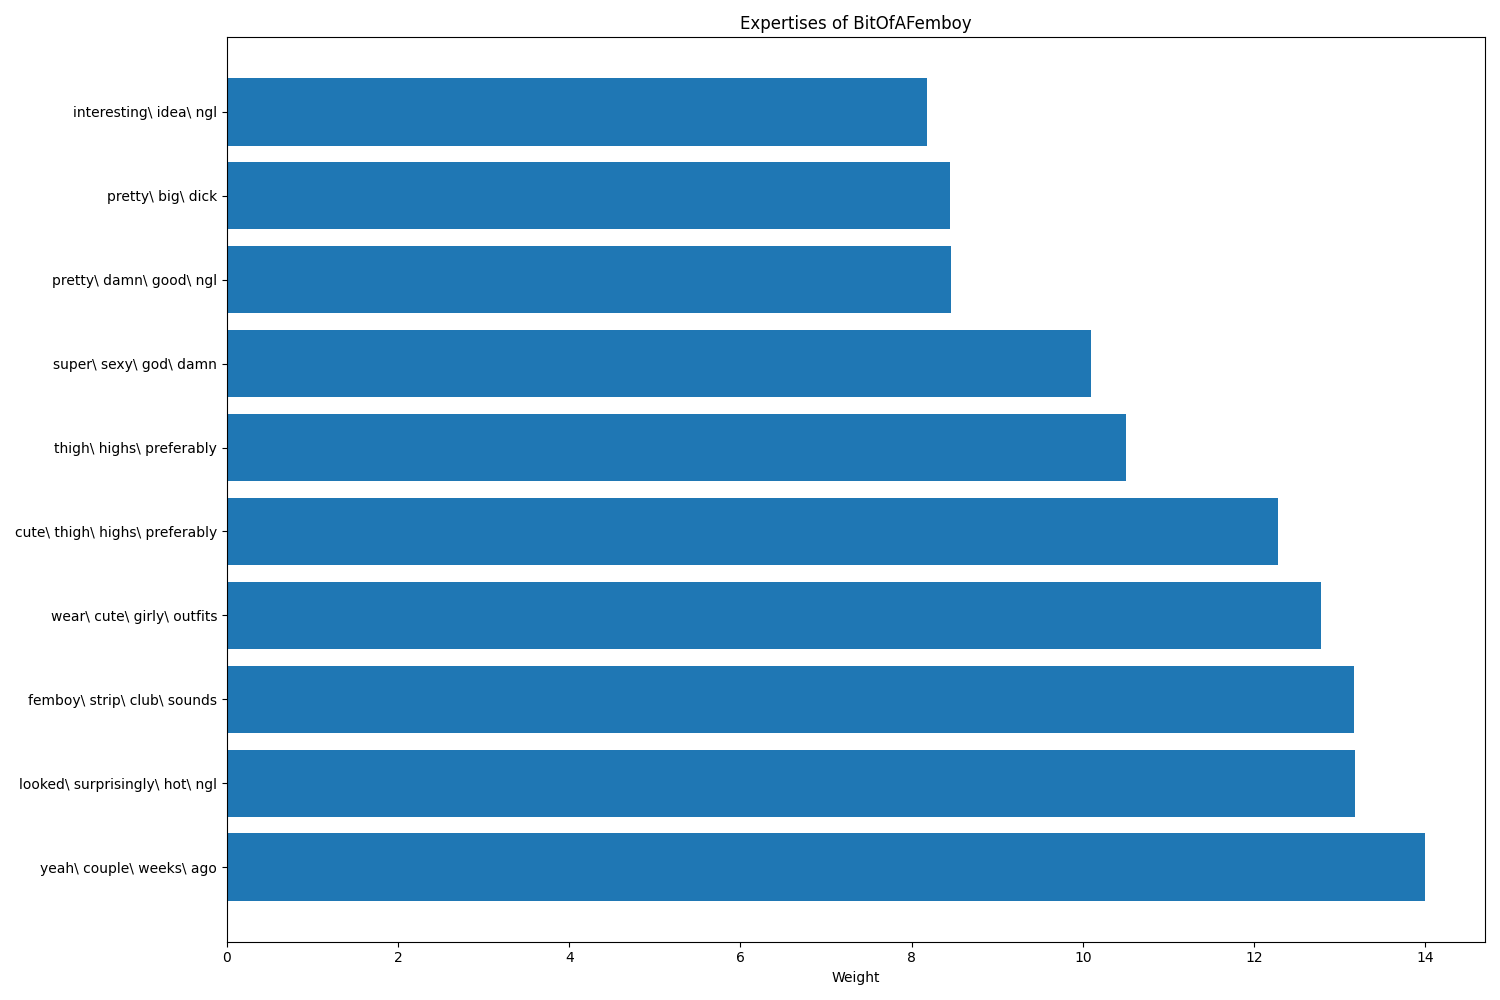 Expertises of BitOfAFemboy
interesting\ idea\ ngl
pretty\ big\ dick
pretty\ damn\ good\ ngl
super\ sexy\ god\ damn
thigh\ highs\ preferably
cute\ thigh\ highs\ preferably
wear\ cute\ girly\ outfits
femboy\ strip\ club\ sounds
looked\ surprisingly\ hot\ ngl
yeah\ couple\ weeks\ ago
0 2 4 6 8 10 12 14
Weight